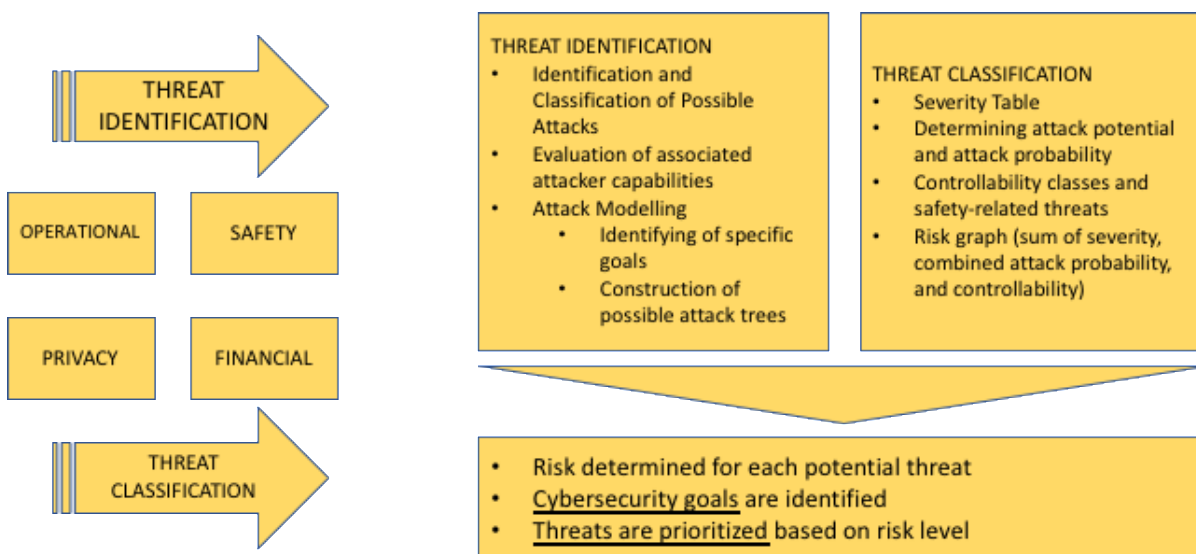 THREAT
IDENTIFICATION
OPERATIONAL
SAFETY
PRIVACY
FINANCIAL
THREAT
CLASSIFICATION
THREAT IDENTIFICATION
• Identification and
Classification of Possible
Attacks
• Evaluation of associated
attacker capabilities
• Attack Modelling
• Identifying of specific
goals
• Construction of
possible attack trees
THREAT CLASSIFICATION
• Severity Table
• Determining attack potential
and attack probability
• Controllability classes and
safety-related threats
• Risk graph (sum of severity,
combined attack probability,
and controllability)
• Risk determined for each potential threat
• Cybersecurity goals are identified
• Threats are prioritized based on risk level